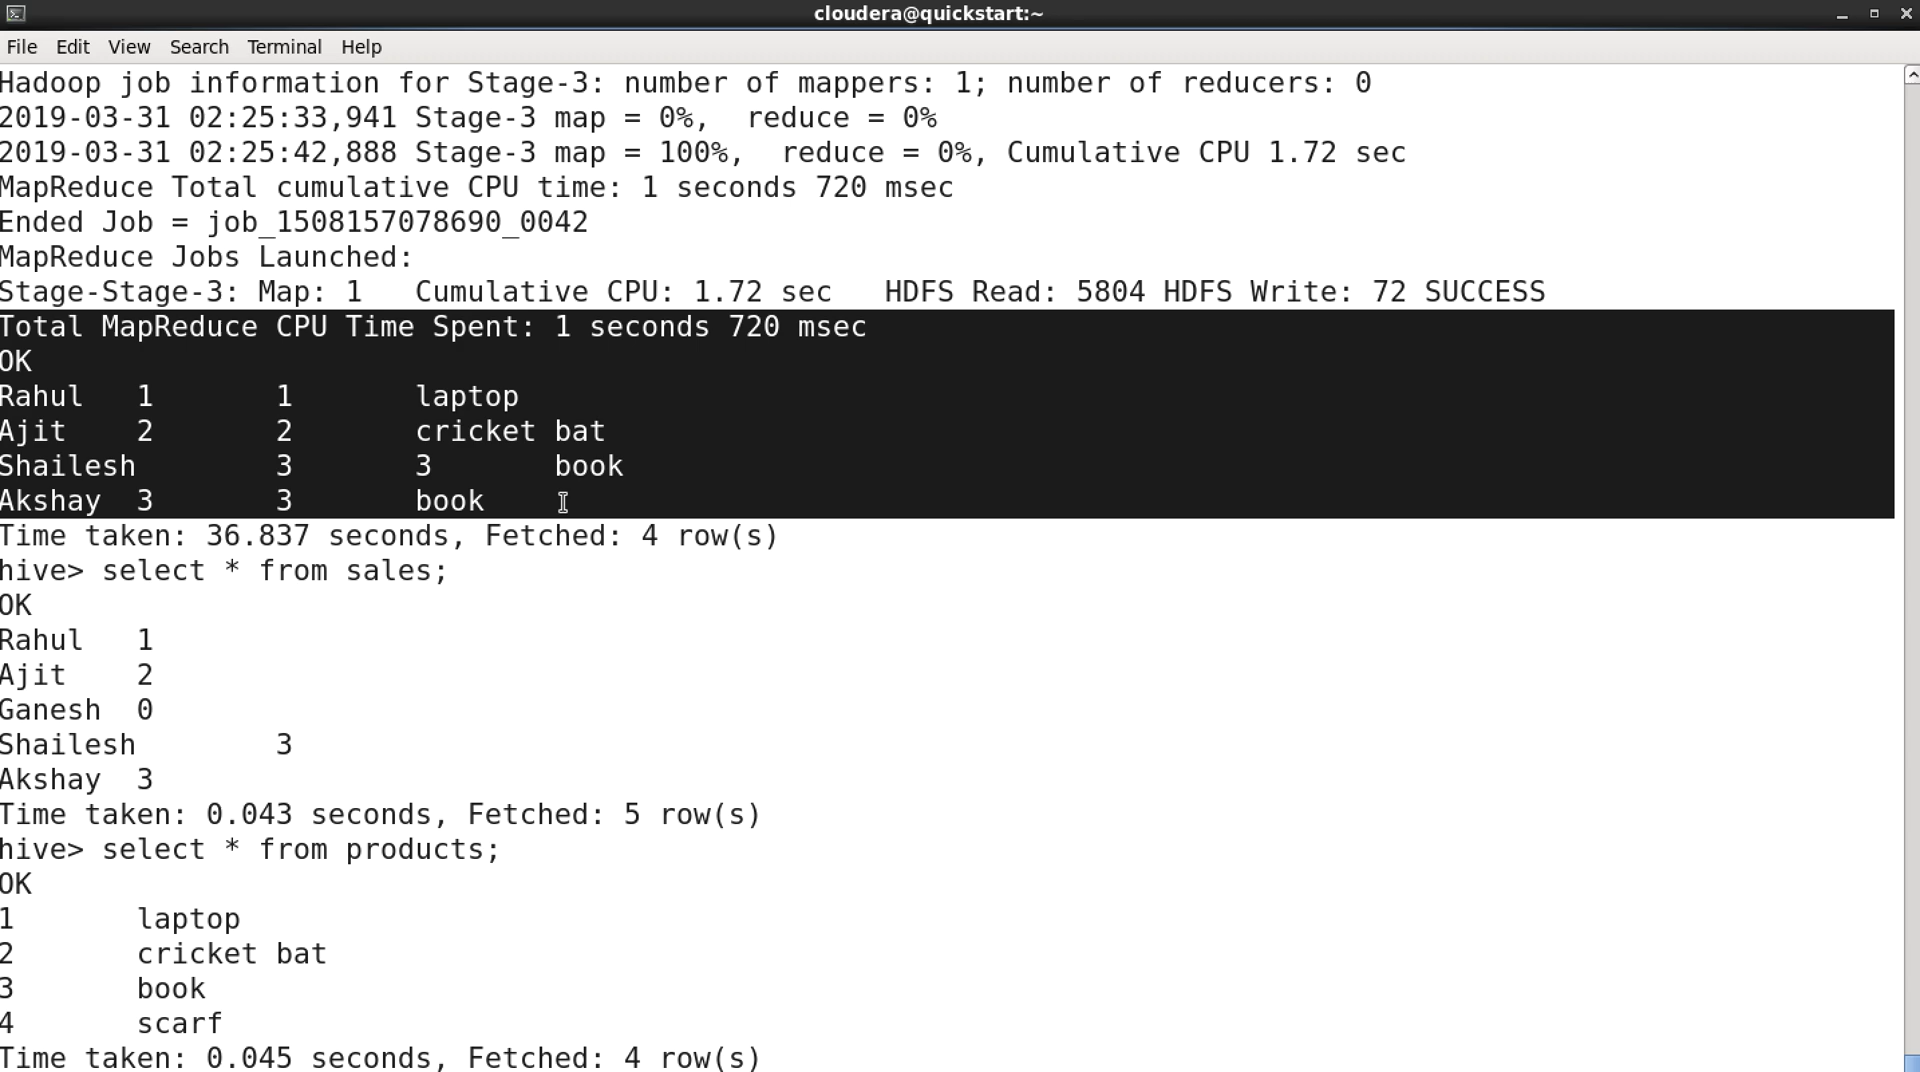 cloudera@quickstart:~
File Edit View Search Terminal Help
Hadoop job information for Stage-3: number of mappers: 1; number of reducers: 0
2019-03-31 02:25:33,941 Stage-3 map = 0%,  reduce = 0%
2019-03-31 02:25:42,888 Stage-3 map = 100%,  reduce = 0%, Cumulative CPU 1.72 sec
MapReduce Total cumulative CPU time: 1 seconds 720 msec
Ended Job = job_1508157078690_0042
MapReduce Jobs Launched:
Stage-Stage-3: Map: 1   Cumulative CPU: 1.72 sec   HDFS Read: 5804 HDFS Write: 72 SUCCESS
Total MapReduce CPU Time Spent: 1 seconds 720 msec
OK
Rahul	1	1	laptop
Ajit	2	2	cricket bat
Shailesh	3	3	book
Akshay	3	3	book
Time taken: 36.837 seconds, Fetched: 4 row(s)
hive> select * from sales;
OK
Rahul	1
Ajit	2
Ganesh	0
Shailesh	3
Akshay	3
Time taken: 0.043 seconds, Fetched: 5 row(s)
hive> select * from products;
OK
1	laptop
2	cricket bat
3	book
4	scarf
Time taken: 0.045 seconds, Fetched: 4 row(s)